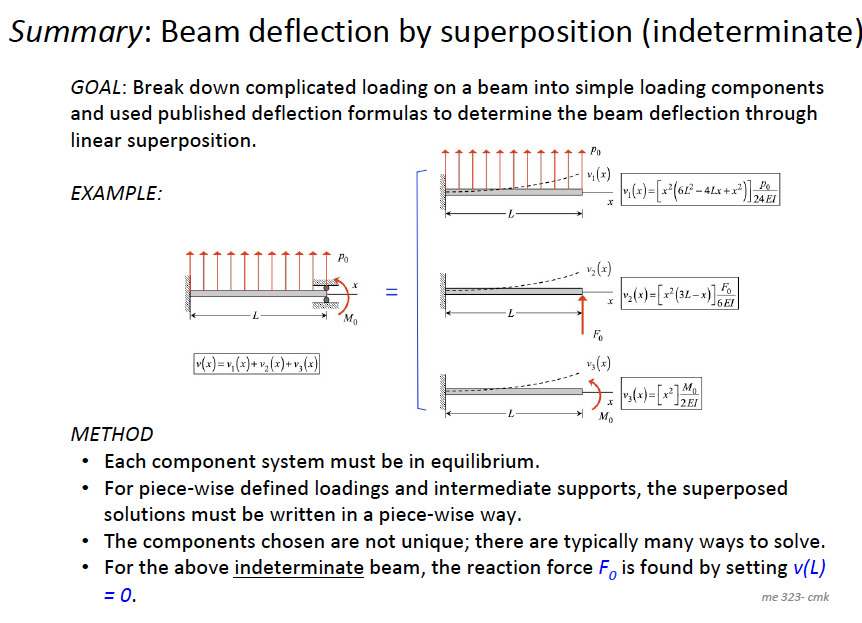 Summary: Beam deflection by superposition (indeterminate)
GOAL: Break down complicated loading on a beam into simple loading components
and used published deflection formulas to determine the beam deflection through
linear superposition.
EXAMPLE:
p₀
v₁(x)
x
L
v₁(x)=[x²(6L²−4Lx+x²)] p₀/24EI
p₀
x
L
M₀
=
v₂(x)
x
L
F₀
v₂(x)=[x²(3L−x)] F₀/6EI
v(x)=v₁(x)+v₂(x)+v₃(x)
v₃(x)
x
L
M₀
v₃(x)=[x²] M₀/2EI
METHOD
• Each component system must be in equilibrium.
• For piece-wise defined loadings and intermediate supports, the superposed
solutions must be written in a piece-wise way.
• The components chosen are not unique; there are typically many ways to solve.
• For the above indeterminate beam, the reaction force F₀ is found by setting v(L)
= 0.
me 323- cmk